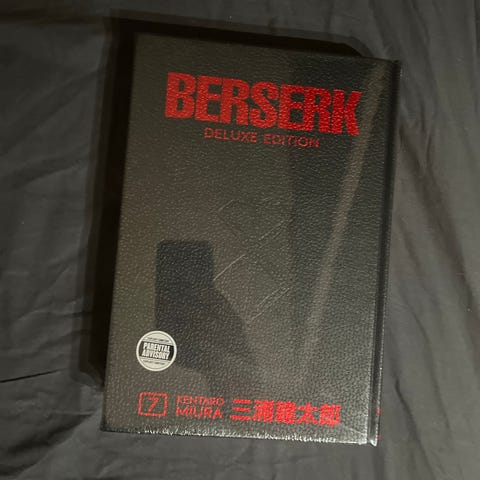 BERSERK
DELUXE EDITION
PARENTAL
ADVISORY
7
KENTARO
MIURA 三浦建太郎